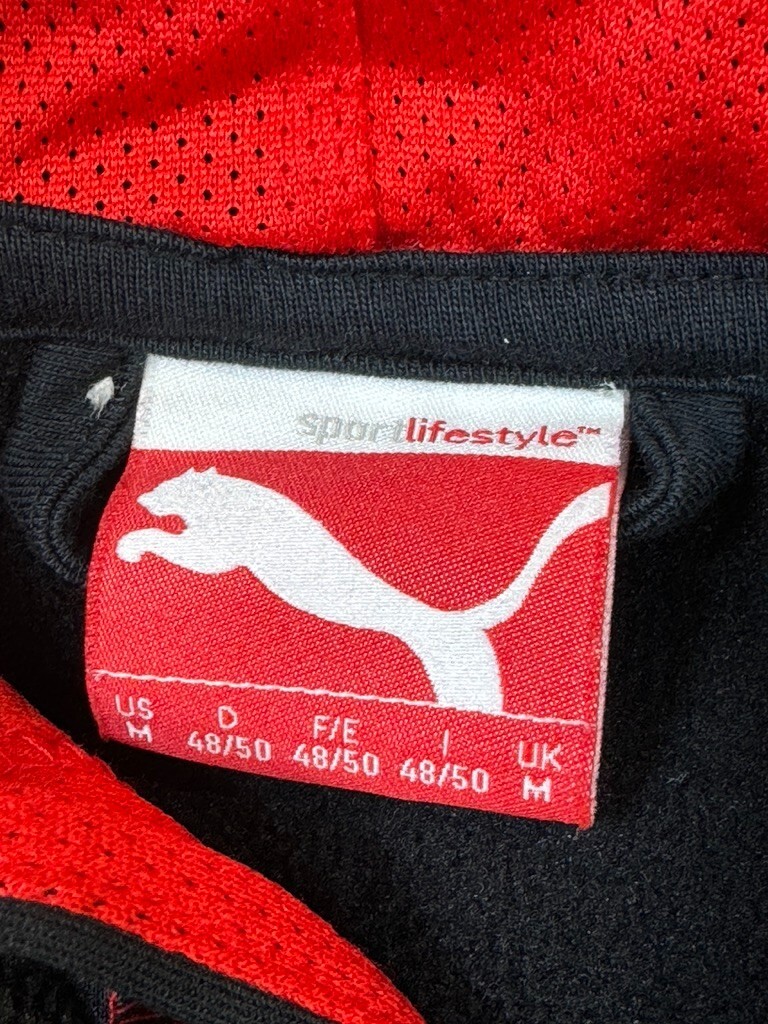 sportlifestyle™
US D F/E I UK
M 48/50 48/50 48/50 M